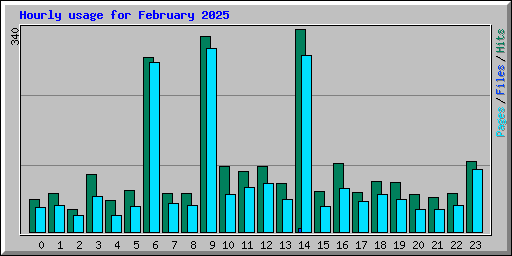 Hourly usage for February 2025
340
Pages / Files / Hits
0 1 2 3 4 5 6 7 8 9 10 11 12 13 14 15 16 17 18 19 20 21 22 23